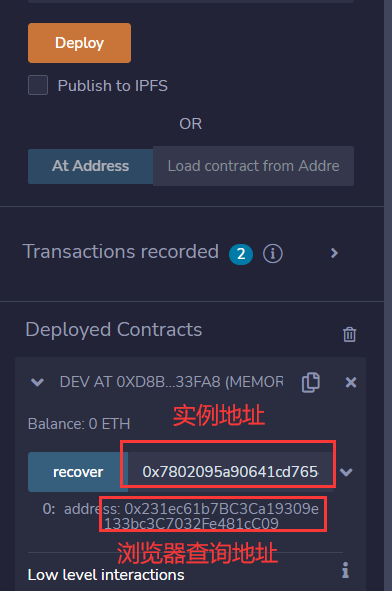 Deploy
Publish to IPFS
OR
At Address Load contract from Addre
Transactions recorded 2 i
Deployed Contracts
DEV AT 0XD8B...33FA8 (MEMOR
实例地址
Balance: 0 ETH
recover 0x7802095a90641cd765
0: address: 0x231ec61b7BC3Ca19309e
133bc3C7032Fe481cC09
浏览器查询地址
Low level interactions i